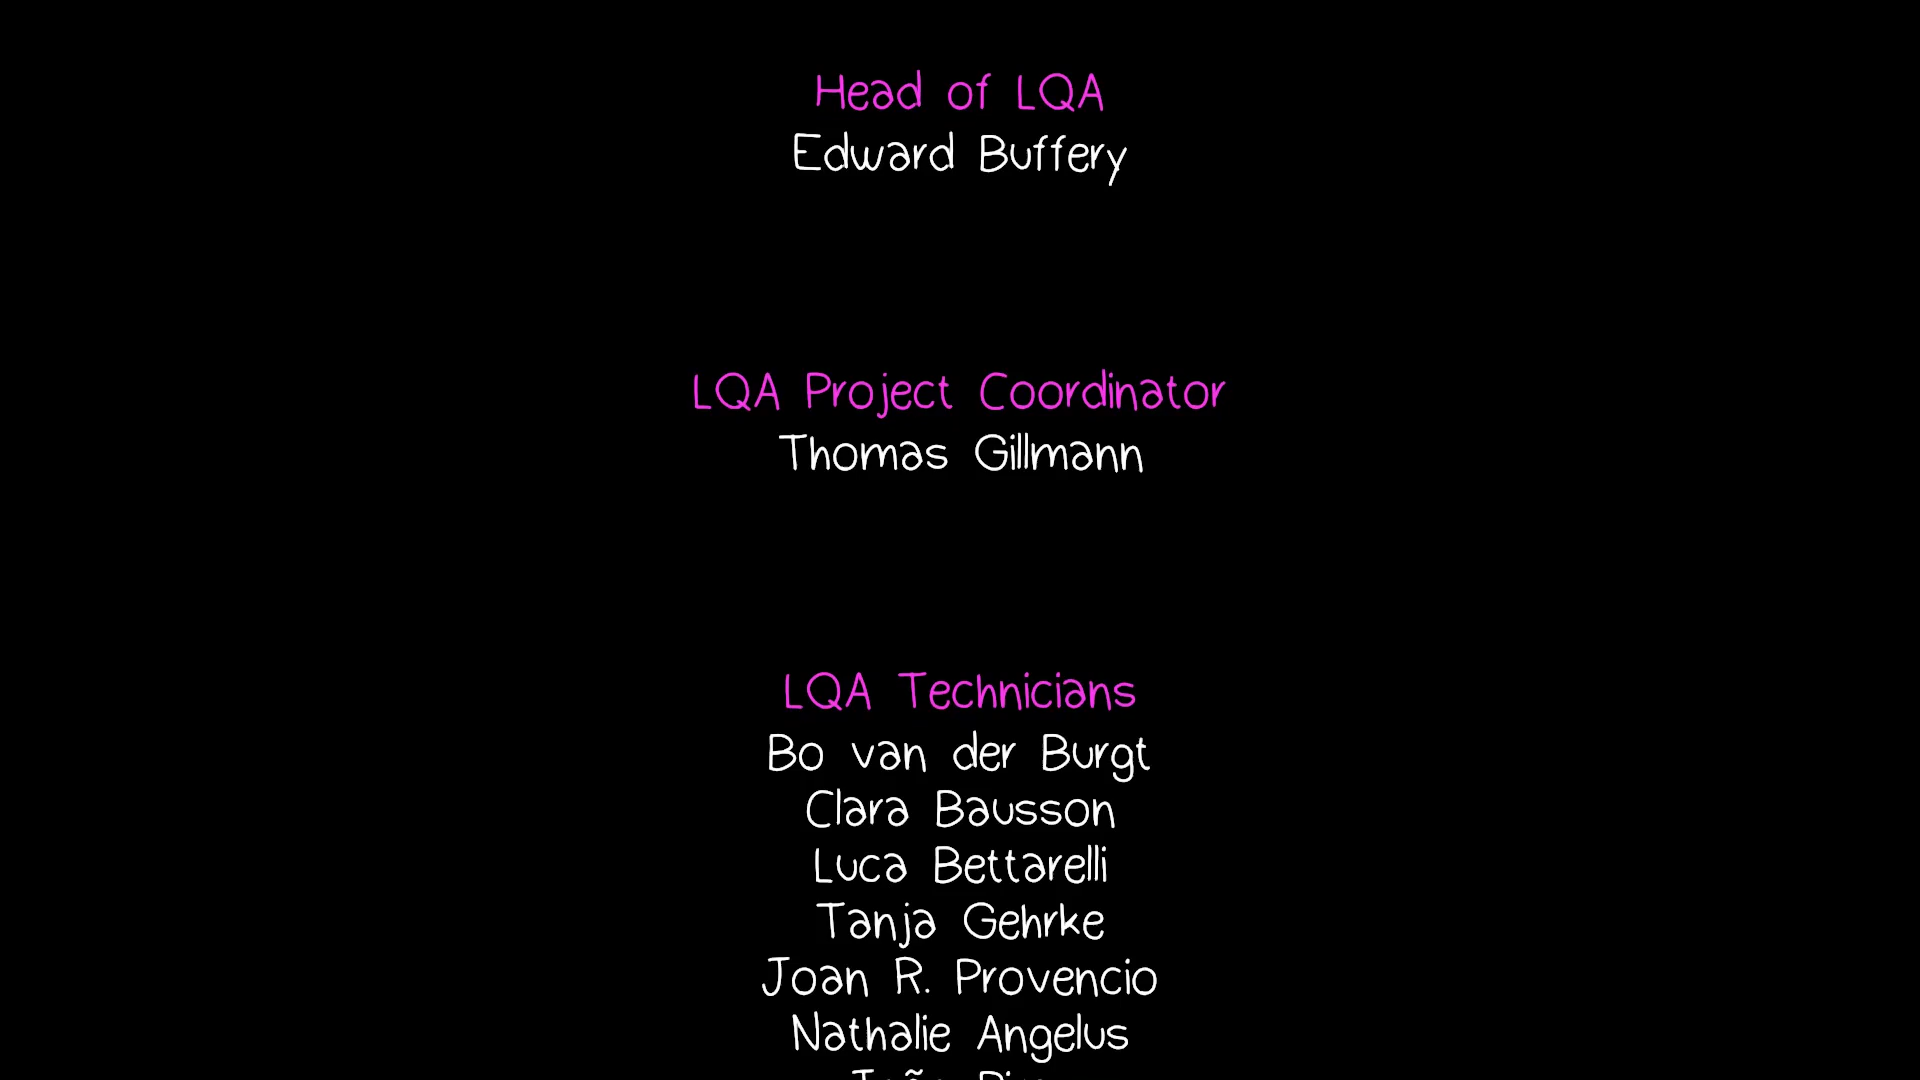 Head of LQA
Edward Buffery
LQA Project Coordinator
Thomas Gillmann
LQA Technicians
Bo van der Burgt
Clara Bausson
Luca Bettarelli
Tanja Gehrke
Joan R. Provencio
Nathalie Angelus